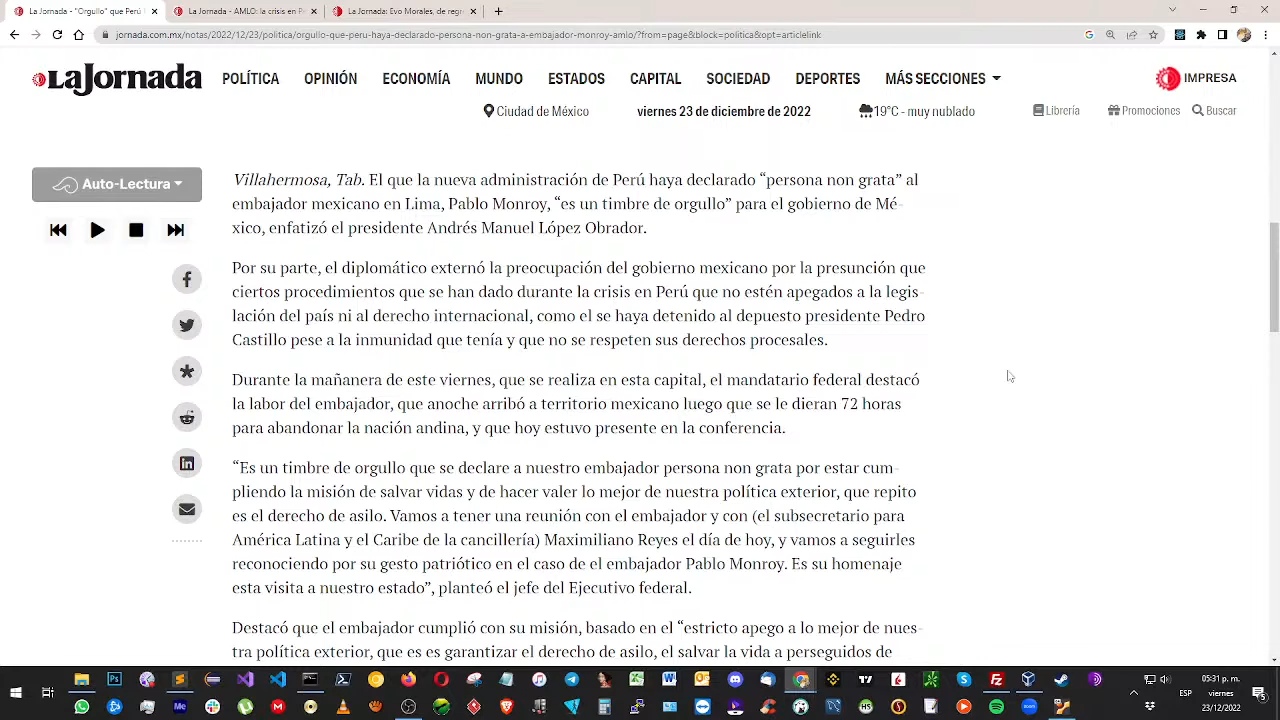 La Jornada - "Orgullo" que Perú
La Jornada - AMLO: la crisis en P
La Jornada: Evo Morales, de regr
jornada.com.mx/notas/2022/12/23/politica/orgullo-que-peru-haya-declarado-persona-non-grata-a-embajador-monroy-amlo/?from=page&block=politica&opt=articlelink
LaJornada POLÍTICA OPINIÓN ECONOMÍA MUNDO ESTADOS CAPITAL SOCIEDAD DEPORTES MÁS SECCIONES IMPRESA
Ciudad de México viernes 23 de diciembre de 2022 19°C - muy nublado Librería Promociones Buscar
Auto-Lectura
Villahermosa, Tab. El que la nueva administración de Perú haya declarado “persona non grata” al
embajador mexicano en Lima, Pablo Monroy, “es un timbre de orgullo” para el gobierno de Mé-
xico, enfatizó el presidente Andrés Manuel López Obrador.
Por su parte, el diplomático externó la preocupación del gobierno mexicano por la presunción que
ciertos procedimientos que se han dado durante la crisis en Perú que no estén apegados a la legis-
lación del país ni al derecho internacional, como el se haya detenido al depuesto presidente Pedro
Castillo pese a la inmunidad que tenía y que no se respeten sus derechos procesales.
Durante la mañanera de este viernes, que se realiza en esta capital, el mandatario federal destacó
la labor del embajador, que anoche arribó a territorio mexicano luego que se le dieran 72 horas
para abandonar la nación andina, y que hoy estuvo presente en la conferencia.
“Es un timbre de orgullo que se declare a nuestro embajador persona non grata por estar cum-
pliendo la misión de salvar vidas y de hacer valer lo mejor de nuestra política exterior, que repito
es el derecho de asilo. Vamos a tener una reunión con el embajador y con (el subsecretario para
América Latina y el Caribe de la cancillería) Maximiliano Reyes el día de hoy, y vamos a seguirles
reconociendo por su gesto patriótico en el caso de el embajador Pablo Monroy. Es su homenaje
esta visita a nuestro estado”, planteó el jefe del Ejecutivo federal.
Destacó que el embajador cumplió con su misión, basado en el “estricto apego a lo mejor de nues-
tra política exterior, que es es garantizar el derecho de asilo, el salvar la vida a perseguidos de
05:31 p. m.
ESP viernes
23/12/2022